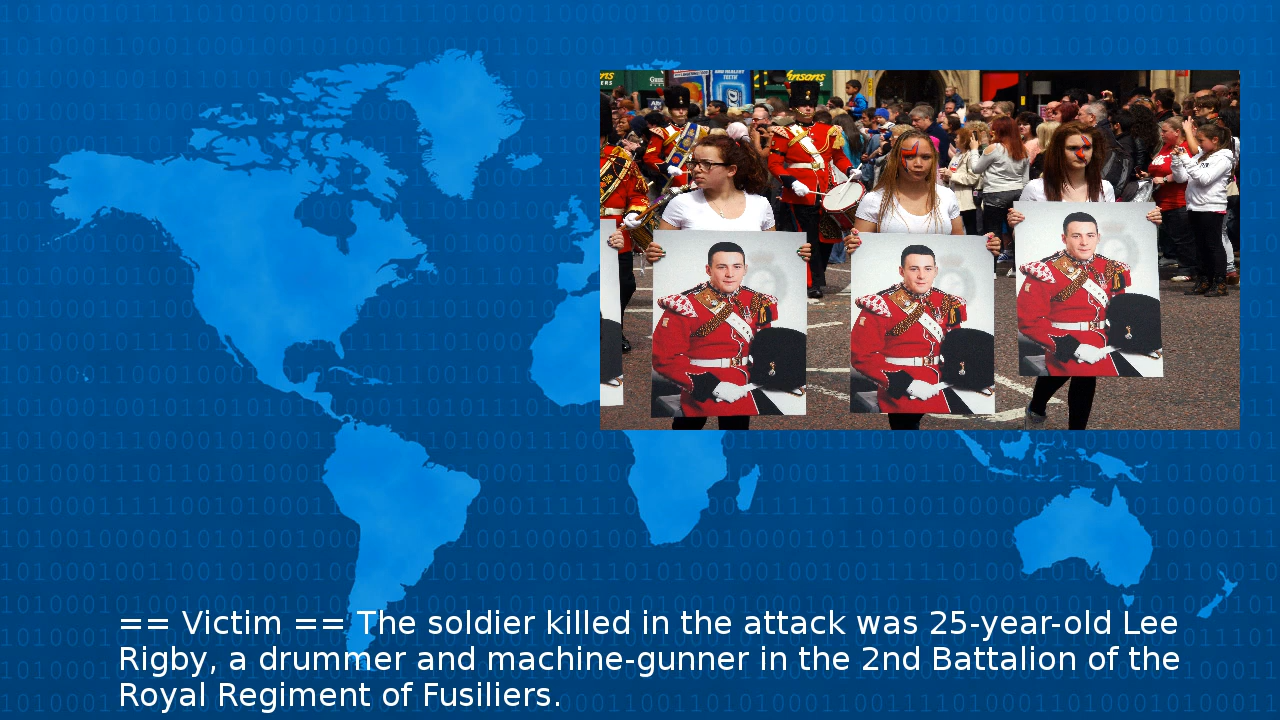 == Victim == The soldier killed in the attack was 25-year-old Lee
Rigby, a drummer and machine-gunner in the 2nd Battalion of the
Royal Regiment of Fusiliers.